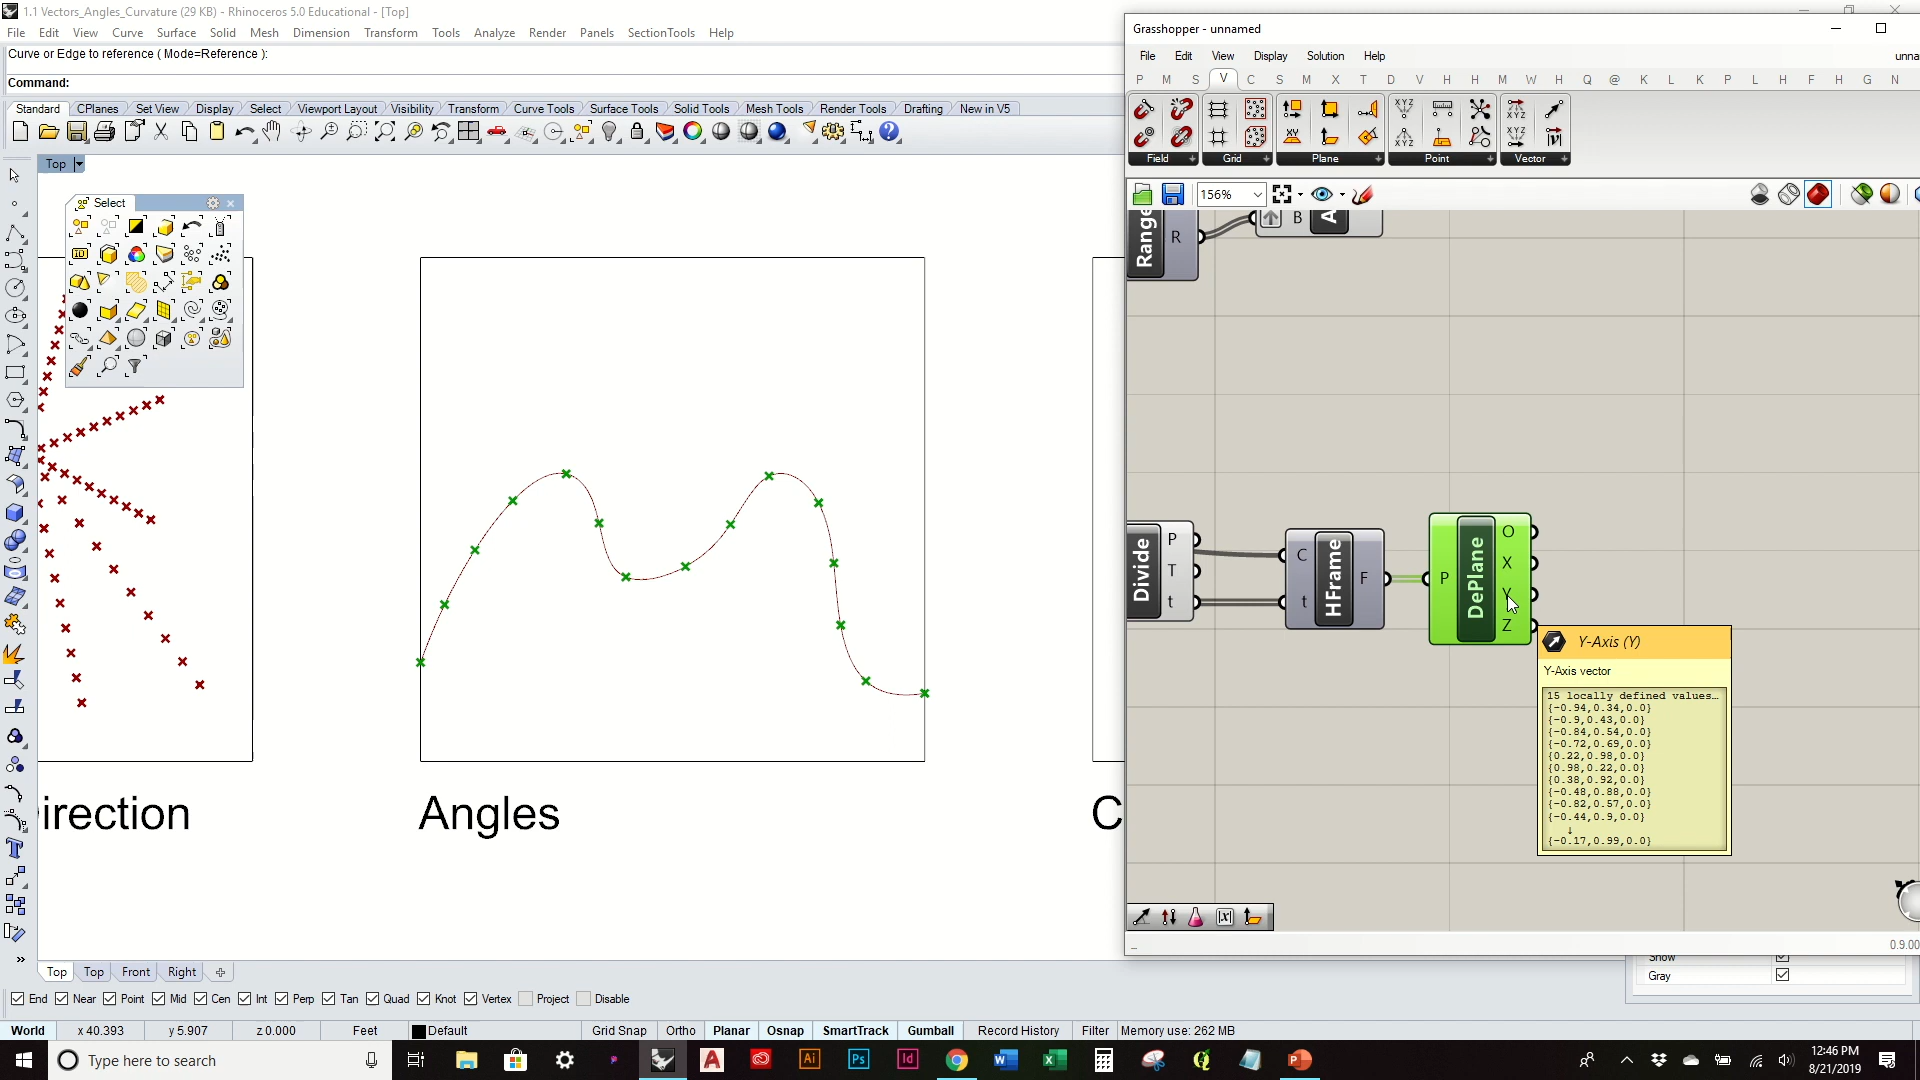 1.1 Vectors_Angles_Curvature (29 KB) - Rhinoceros 5.0 Educational - [Top]
File Edit View Curve Surface Solid Mesh Dimension Transform Tools Analyze Render Panels SectionTools Help
Curve or Edge to reference ( Mode=Reference ):
Command:
Standard CPlanes Set View Display Select Viewport Layout Visibility Transform Curve Tools Surface Tools Solid Tools Mesh Tools Render Tools Drafting New in V5
Top
Select
irection
Angles
C
Top Top Front Right
End Near Point Mid Cen Int Perp Tan Quad Knot Vertex Project Disable
World x 40.393 y 5.907 z 0.000 Feet Default Grid Snap Ortho Planar Osnap SmartTrack Gumball Record History Filter Memory use: 262 MB
Grasshopper - unnamed
File Edit View Display Solution Help unna
P M S V C S M X T D V H H M W H Q @ K L K P L H F H G N
Field Grid Plane Point Vector
156%
Range R B A
Divide P T t
HFrame C t F
DePlane P O X Y Z
Y-Axis (Y)
Y-Axis vector
15 locally defined values...
{-0.94,0.34,0.0}
{-0.9,0.43,0.0}
{-0.84,0.54,0.0}
{-0.72,0.69,0.0}
{0.22,0.98,0.0}
{0.98,0.22,0.0}
{0.38,0.92,0.0}
{-0.48,0.88,0.0}
{-0.82,0.57,0.0}
{-0.44,0.9,0.0}
↓
{-0.17,0.99,0.0}
0.9.00
Show
Gray
Type here to search
12:46 PM
8/21/2019